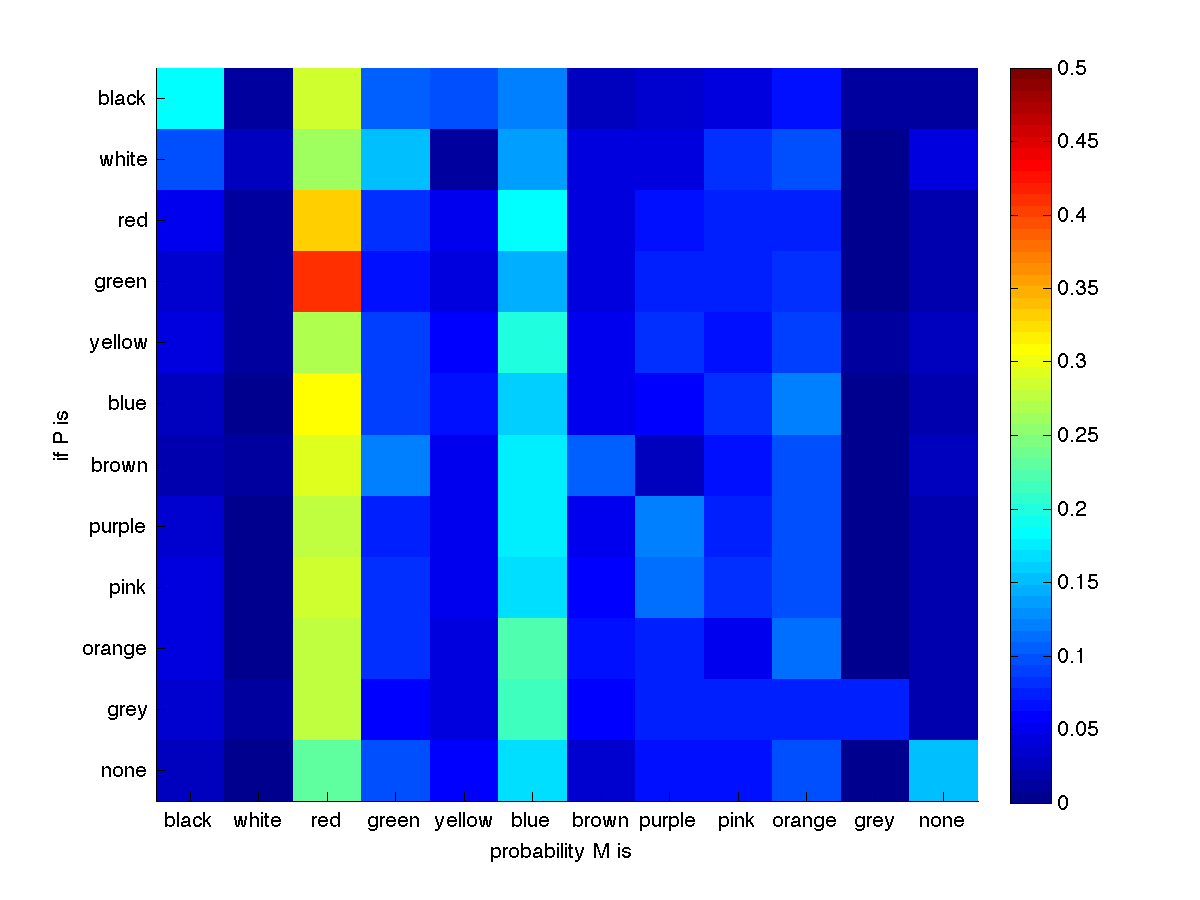 if P is
black
white
red
green
yellow
blue
brown
purple
pink
orange
grey
none
black white red green yellow blue brown purple pink orange grey none
probability M is
0.5
0.45
0.4
0.35
0.3
0.25
0.2
0.15
0.1
0.05
0